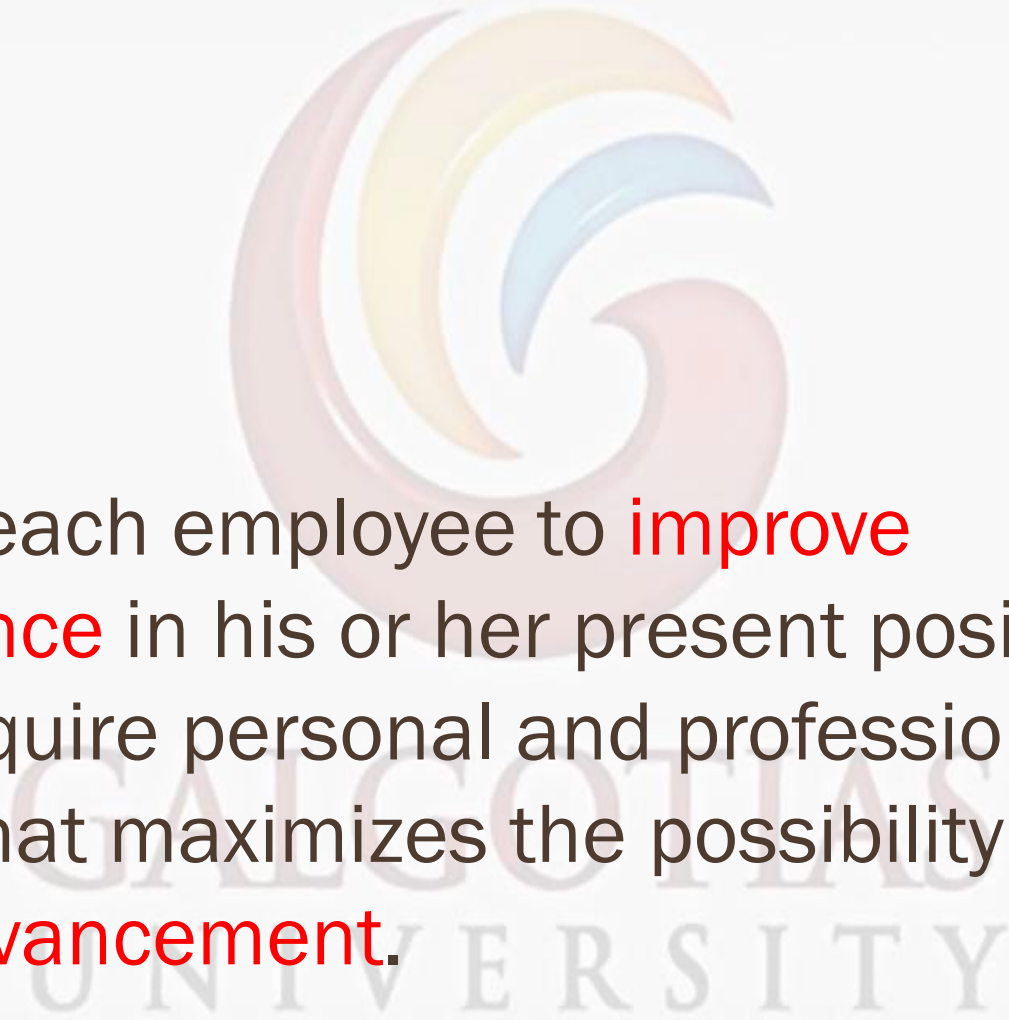 each employee to improve
nce in his or her present posi
quire personal and professio
hat maximizes the possibility
vancement.
GALGOTIAS
UNIVERSITY